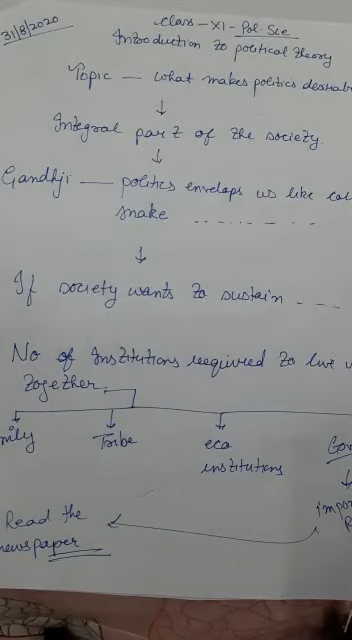 31/8/2020
Class - XI - Pol. Sce
Introduction to political theory
Topic — what makes politics desirable
Integral part of the society.
Gandhiji — politics envelops us like
snake ............
If society wants to sustain - - -
No of Institutions required to live
together
Tribe
eco
institutions
Read the
newspaper